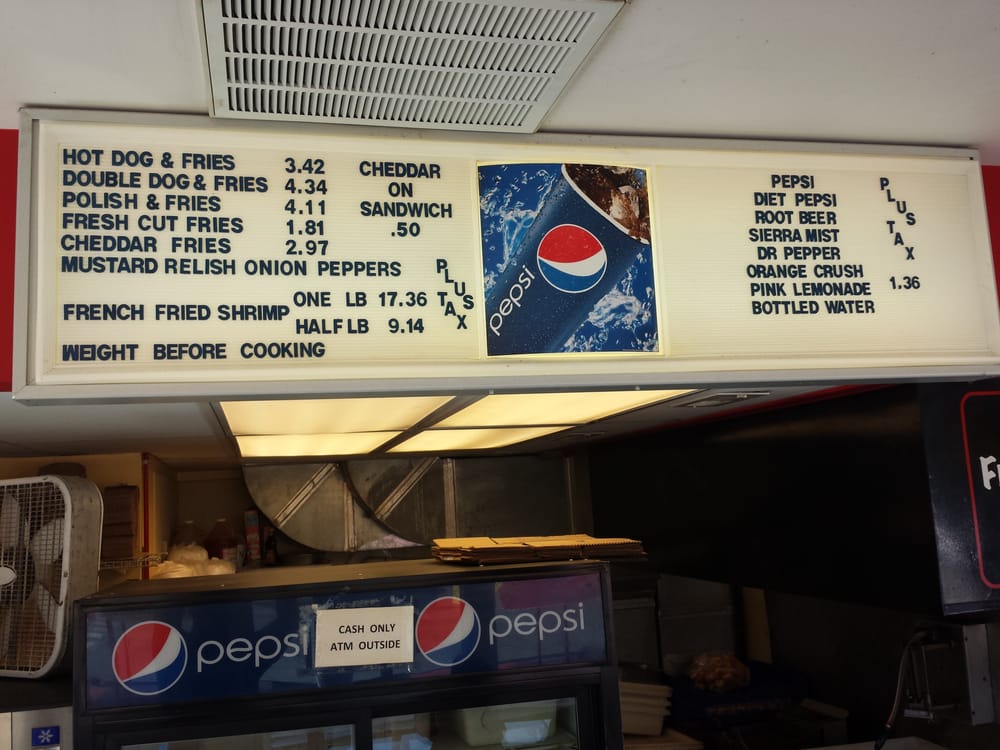 HOT DOG & FRIES 3.42
DOUBLE DOG & FRIES 4.34
POLISH & FRIES 4.11
FRESH CUT FRIES 1.81
CHEDDAR FRIES 2.97
MUSTARD RELISH ONION PEPPERS
FRENCH FRIED SHRIMP ONE LB 17.36
HALF LB 9.14
PLUS
TAX
WEIGHT BEFORE COOKING
CHEDDAR
ON
SANDWICH
.50
pepsi
PEPSI
DIET PEPSI
ROOT BEER
SIERRA MIST
DR PEPPER
ORANGE CRUSH
PINK LEMONADE
BOTTLED WATER
PLUS
TAX
1.36
pepsi
CASH ONLY
ATM OUTSIDE
pepsi